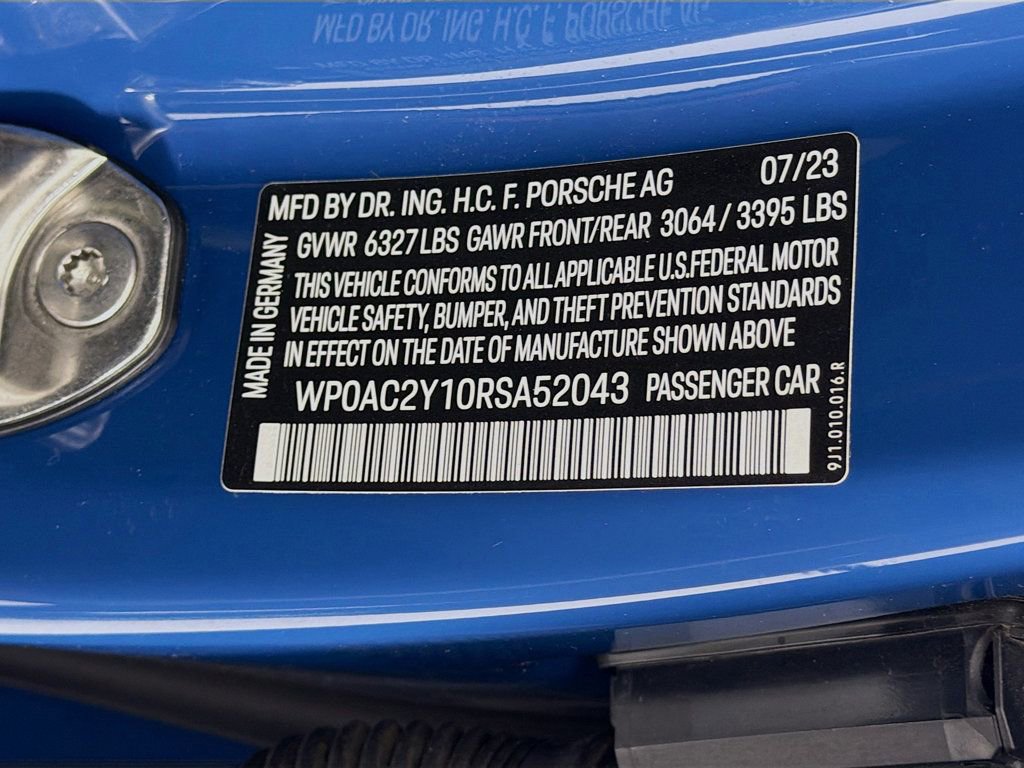 MFD BY DR. ING. H.C. F. PORSCHE AG 07/23
GVWR 6327 LBS GAWR FRONT/REAR 3064 / 3395 LBS
THIS VEHICLE CONFORMS TO ALL APPLICABLE U.S.FEDERAL MOTOR
VEHICLE SAFETY, BUMPER, AND THEFT PREVENTION STANDARDS
IN EFFECT ON THE DATE OF MANUFACTURE SHOWN ABOVE
WP0AC2Y10RSA52043 PASSENGER CAR
MADE IN GERMANY
9J1.010.016.R